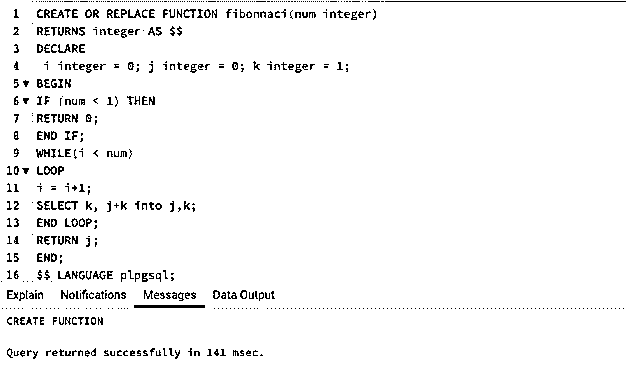 1 CREATE OR REPLACE FUNCTION fibonnaci(num integer)
2 RETURNS integer AS $$
3 DECLARE
4 i integer = 0; j integer = 0; k integer = 1;
5 ▼ BEGIN
6 ▼ IF (num < 1) THEN
7 RETURN 0;
8 END IF;
9 WHILE(i < num)
10 ▼ LOOP
11 i = i+1;
12 SELECT k, j+k into j,k;
13 END LOOP;
14 RETURN j;
15 END;
16 $$ LANGUAGE plpgsql;
Explain Notifications Messages Data Output
CREATE FUNCTION
Query returned successfully in 141 msec.